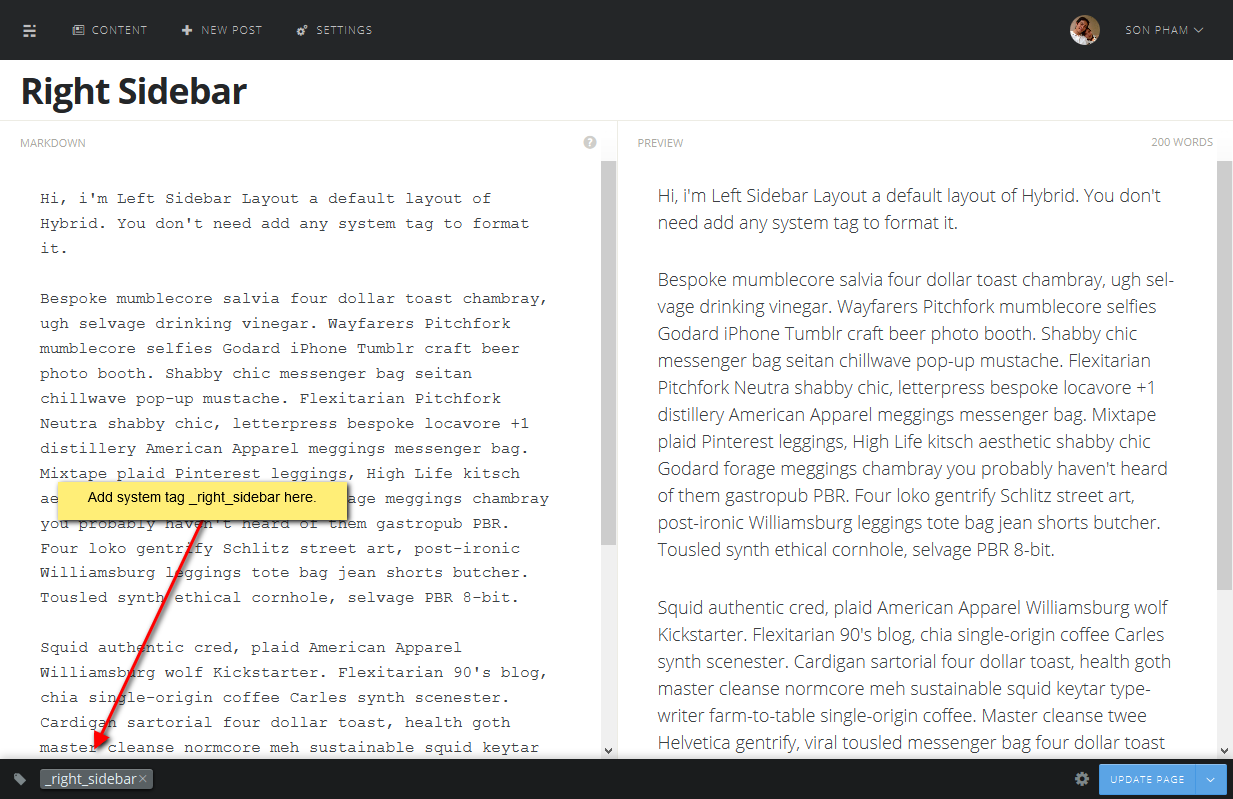 CONTENT
NEW POST
SETTINGS
SON PHAM
Right Sidebar
MARKDOWN
?
Hi, i'm Left Sidebar Layout a default layout of
Hybrid. You don't need add any system tag to format
it.
Bespoke mumblecore salvia four dollar toast chambray,
ugh selvage drinking vinegar. Wayfarers Pitchfork
mumblecore selfies Godard iPhone Tumblr craft beer
photo booth. Shabby chic messenger bag seitan
chillwave pop-up mustache. Flexitarian Pitchfork
Neutra shabby chic, letterpress bespoke locavore +1
distillery American Apparel meggings messenger bag.
Mixtape plaid Pinterest leggings, High Life kitsch
Add system tag _right_sidebar here.
meggings chambray
you probably haven't heard of them gastropub PBR.
Four loko gentrify Schlitz street art, post-ironic
Williamsburg leggings tote bag jean shorts butcher.
Tousled synth ethical cornhole, selvage PBR 8-bit.
Squid authentic cred, plaid American Apparel
Williamsburg wolf Kickstarter. Flexitarian 90's blog,
chia single-origin coffee Carles synth scenester.
Cardigan sartorial four dollar toast, health goth
master cleanse normcore meh sustainable squid keytar
PREVIEW
200 WORDS
Hi, i'm Left Sidebar Layout a default layout of Hybrid. You don't
need add any system tag to format it.
Bespoke mumblecore salvia four dollar toast chambray, ugh sel-
vage drinking vinegar. Wayfarers Pitchfork mumblecore selfies
Godard iPhone Tumblr craft beer photo booth. Shabby chic
messenger bag seitan chillwave pop-up mustache. Flexitarian
Pitchfork Neutra shabby chic, letterpress bespoke locavore +1
distillery American Apparel meggings messenger bag. Mixtape
plaid Pinterest leggings, High Life kitsch aesthetic shabby chic
Godard forage meggings chambray you probably haven't heard
of them gastropub PBR. Four loko gentrify Schlitz street art,
post-ironic Williamsburg leggings tote bag jean shorts butcher.
Tousled synth ethical cornhole, selvage PBR 8-bit.
Squid authentic cred, plaid American Apparel Williamsburg wolf
Kickstarter. Flexitarian 90's blog, chia single-origin coffee Carles
synth scenester. Cardigan sartorial four dollar toast, health goth
master cleanse normcore meh sustainable squid keytar type-
writer farm-to-table single-origin coffee. Master cleanse twee
Helvetica gentrify, viral tousled messenger bag four dollar toast
_right_sidebar×
UPDATE PAGE